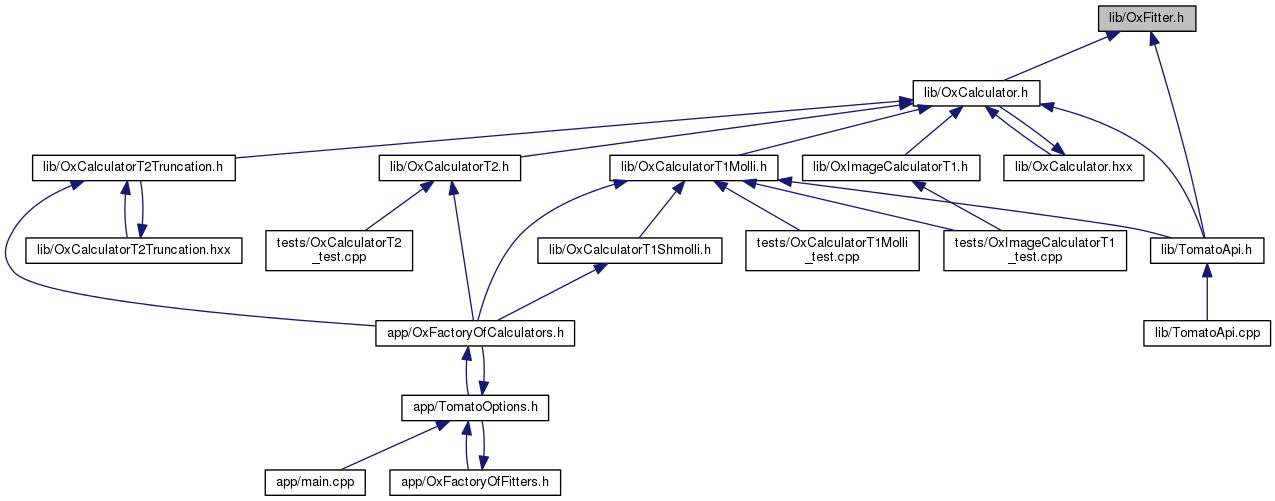 lib/OxFitter.h
lib/OxCalculator.h
lib/OxCalculatorT2Truncation.h
lib/OxCalculatorT2.h
lib/OxCalculatorT1Molli.h
lib/OxImageCalculatorT1.h
lib/OxCalculator.hxx
lib/OxCalculatorT2Truncation.hxx
tests/OxCalculatorT2
_test.cpp
lib/OxCalculatorT1Shmolli.h
tests/OxCalculatorT1Molli
_test.cpp
tests/OxImageCalculatorT1
_test.cpp
lib/TomatoApi.h
app/OxFactoryOfCalculators.h
lib/TomatoApi.cpp
app/TomatoOptions.h
app/main.cpp
app/OxFactoryOfFitters.h